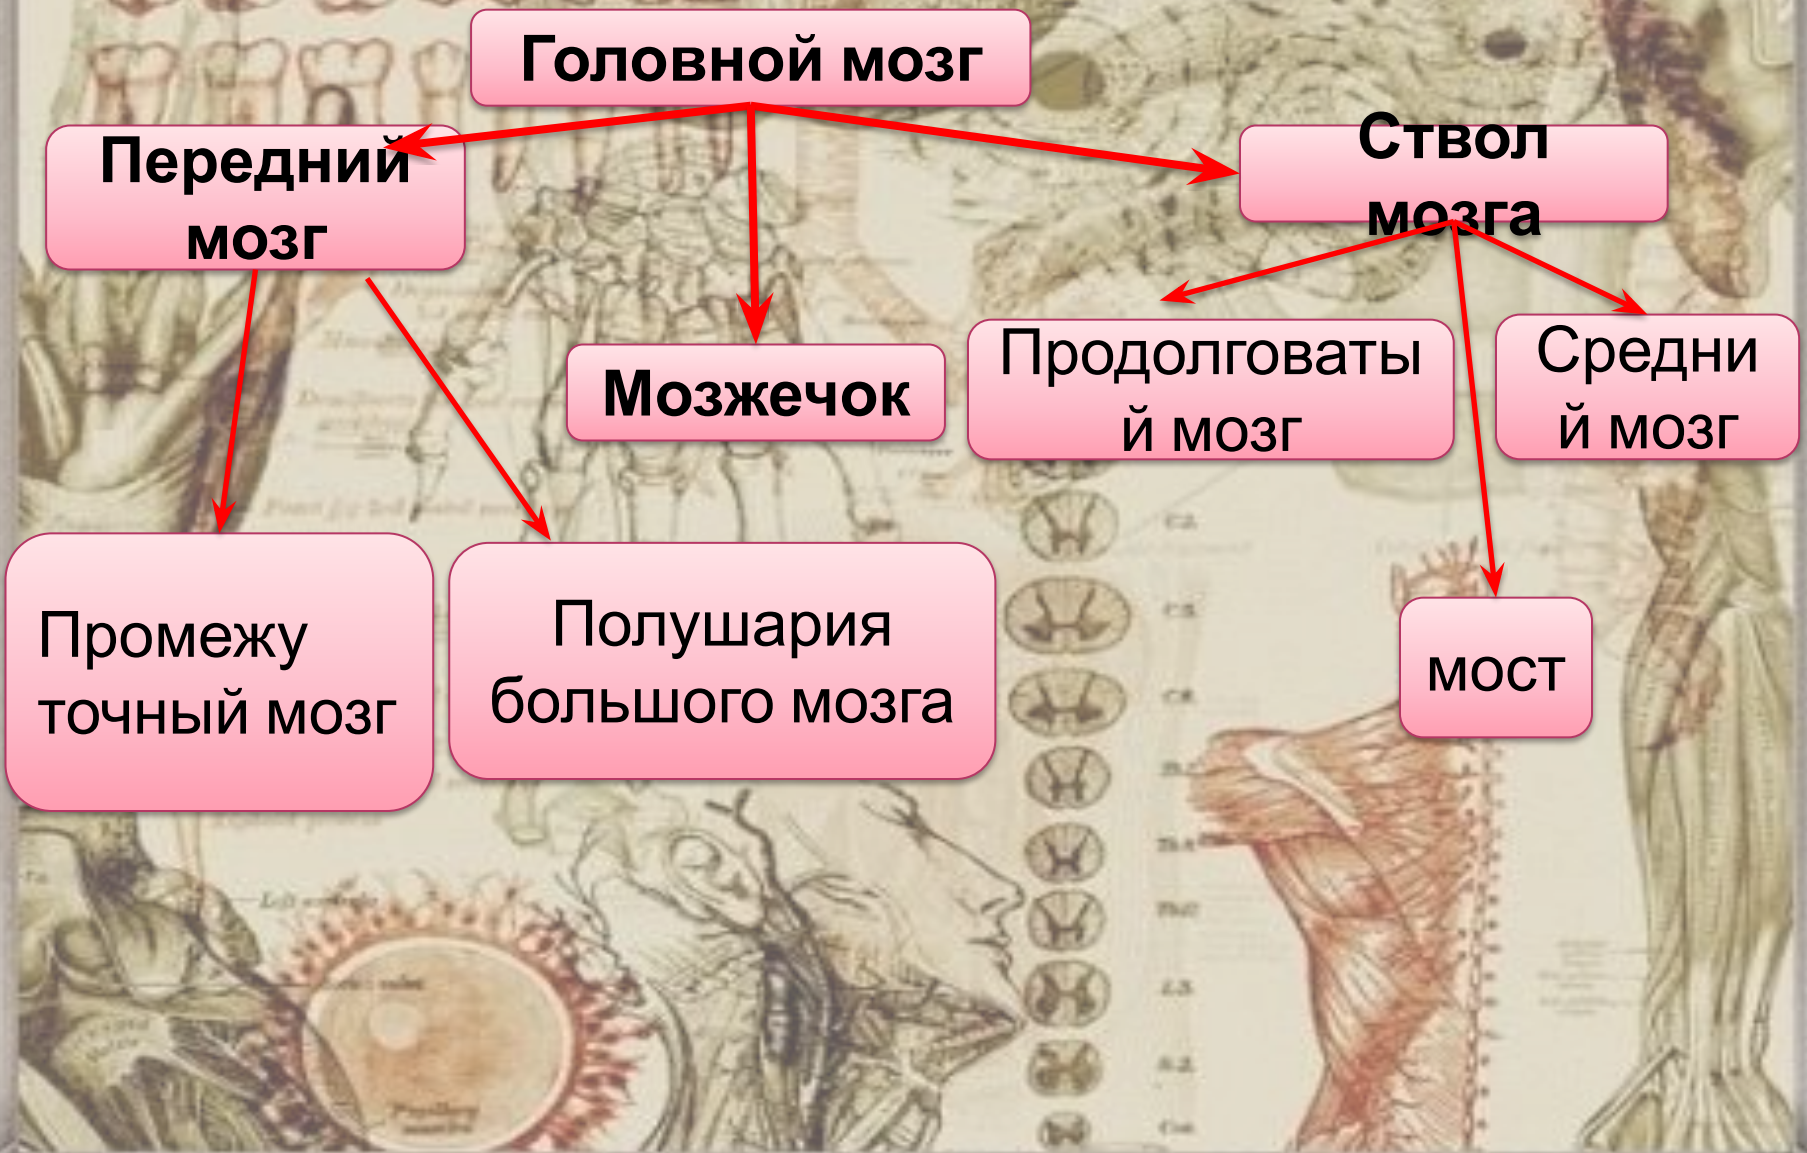 Головной мозг
Передний
мозг
Ствол
мозга
Мозжечок
Продолговаты
й мозг
Средни
й мозг
Промежу
точный мозг
Полушария
большого мозга
мост